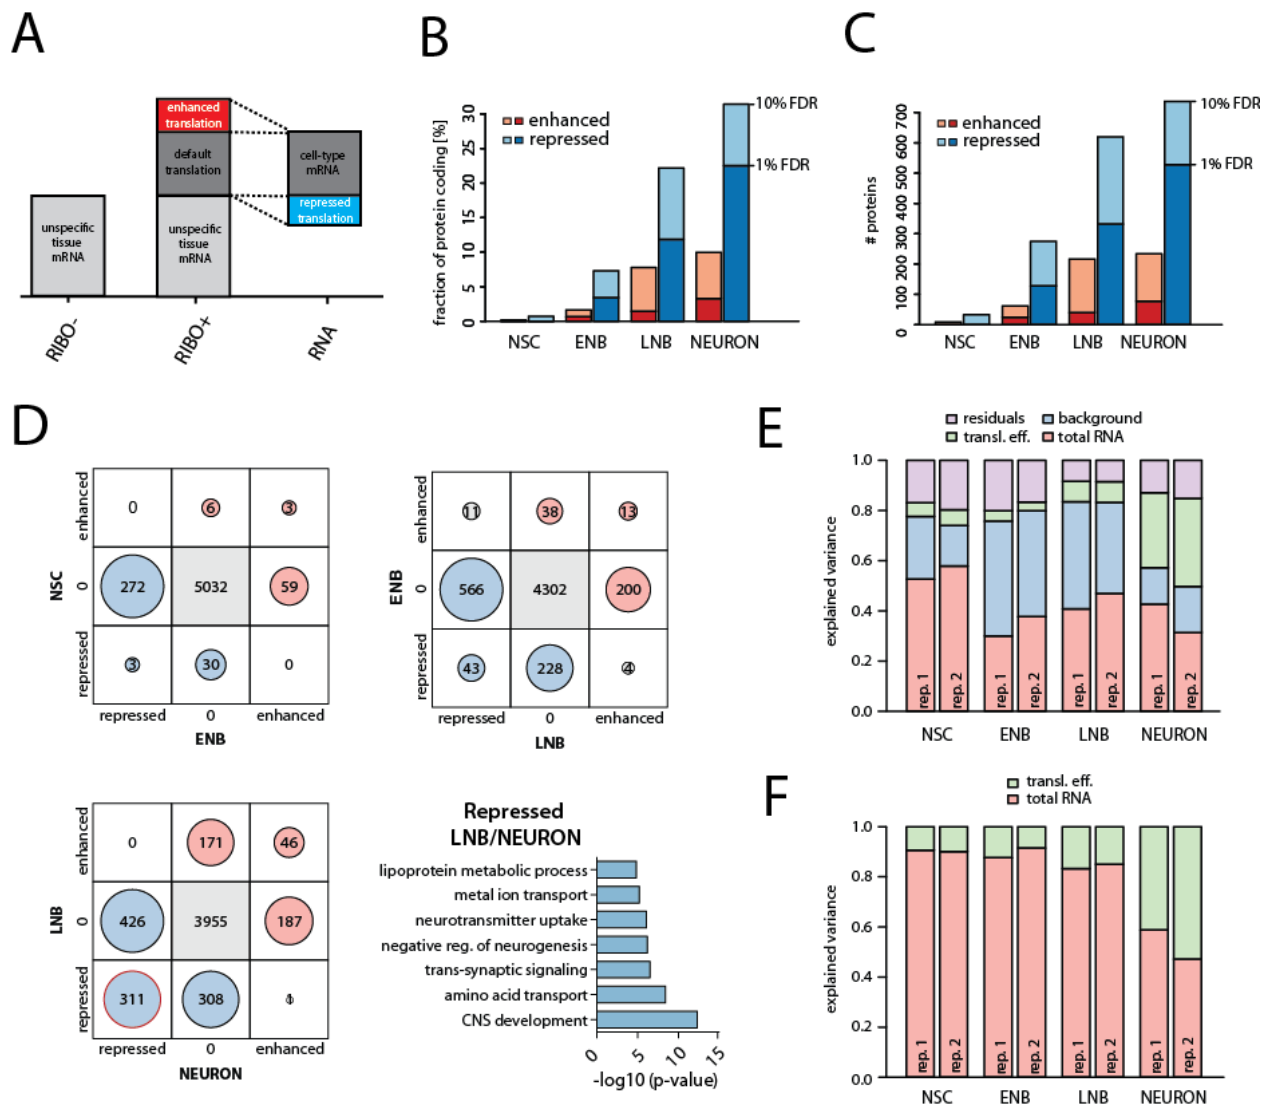 A
enhanced
translation
default
translation
cell-type
mRNA
repressed
translation
unspecific
tissue
mRNA
unspecific
tissue
mRNA
RIBO-
RIBO+
RNA
B
fraction of protein coding [%]
30
25
20
15
10
5
0
enhanced
repressed
10% FDR
1% FDR
NSC
ENB
LNB
NEURON
C
# proteins
700
600
500
400
300
200
100
0
enhanced
repressed
10% FDR
1% FDR
NSC
ENB
LNB
NEURON
D
NSC
enhanced
0
repressed
0
6
3
272
5032
59
3
30
0
repressed
0
enhanced
ENB
ENB
enhanced
0
repressed
11
38
13
566
4302
200
43
228
4
repressed
0
enhanced
LNB
LNB
enhanced
0
repressed
0
171
46
426
3955
187
311
308
1
repressed
0
enhanced
NEURON
Repressed
LNB/NEURON
lipoprotein metabolic process
metal ion transport
neurotransmitter uptake
negative reg. of neurogenesis
trans-synaptic signaling
amino acid transport
CNS development
0
5
10
15
-log10 (p-value)
E
residuals
background
transl. eff.
total RNA
explained variance
1.0
0.8
0.6
0.4
0.2
0.0
rep. 1
rep. 2
rep. 1
rep. 2
rep. 1
rep. 2
rep. 1
rep. 2
NSC
ENB
LNB
NEURON
F
transl. eff.
total RNA
explained variance
1.0
0.8
0.6
0.4
0.2
0.0
rep. 1
rep. 2
rep. 1
rep. 2
rep. 1
rep. 2
rep. 1
rep. 2
NSC
ENB
LNB
NEURON